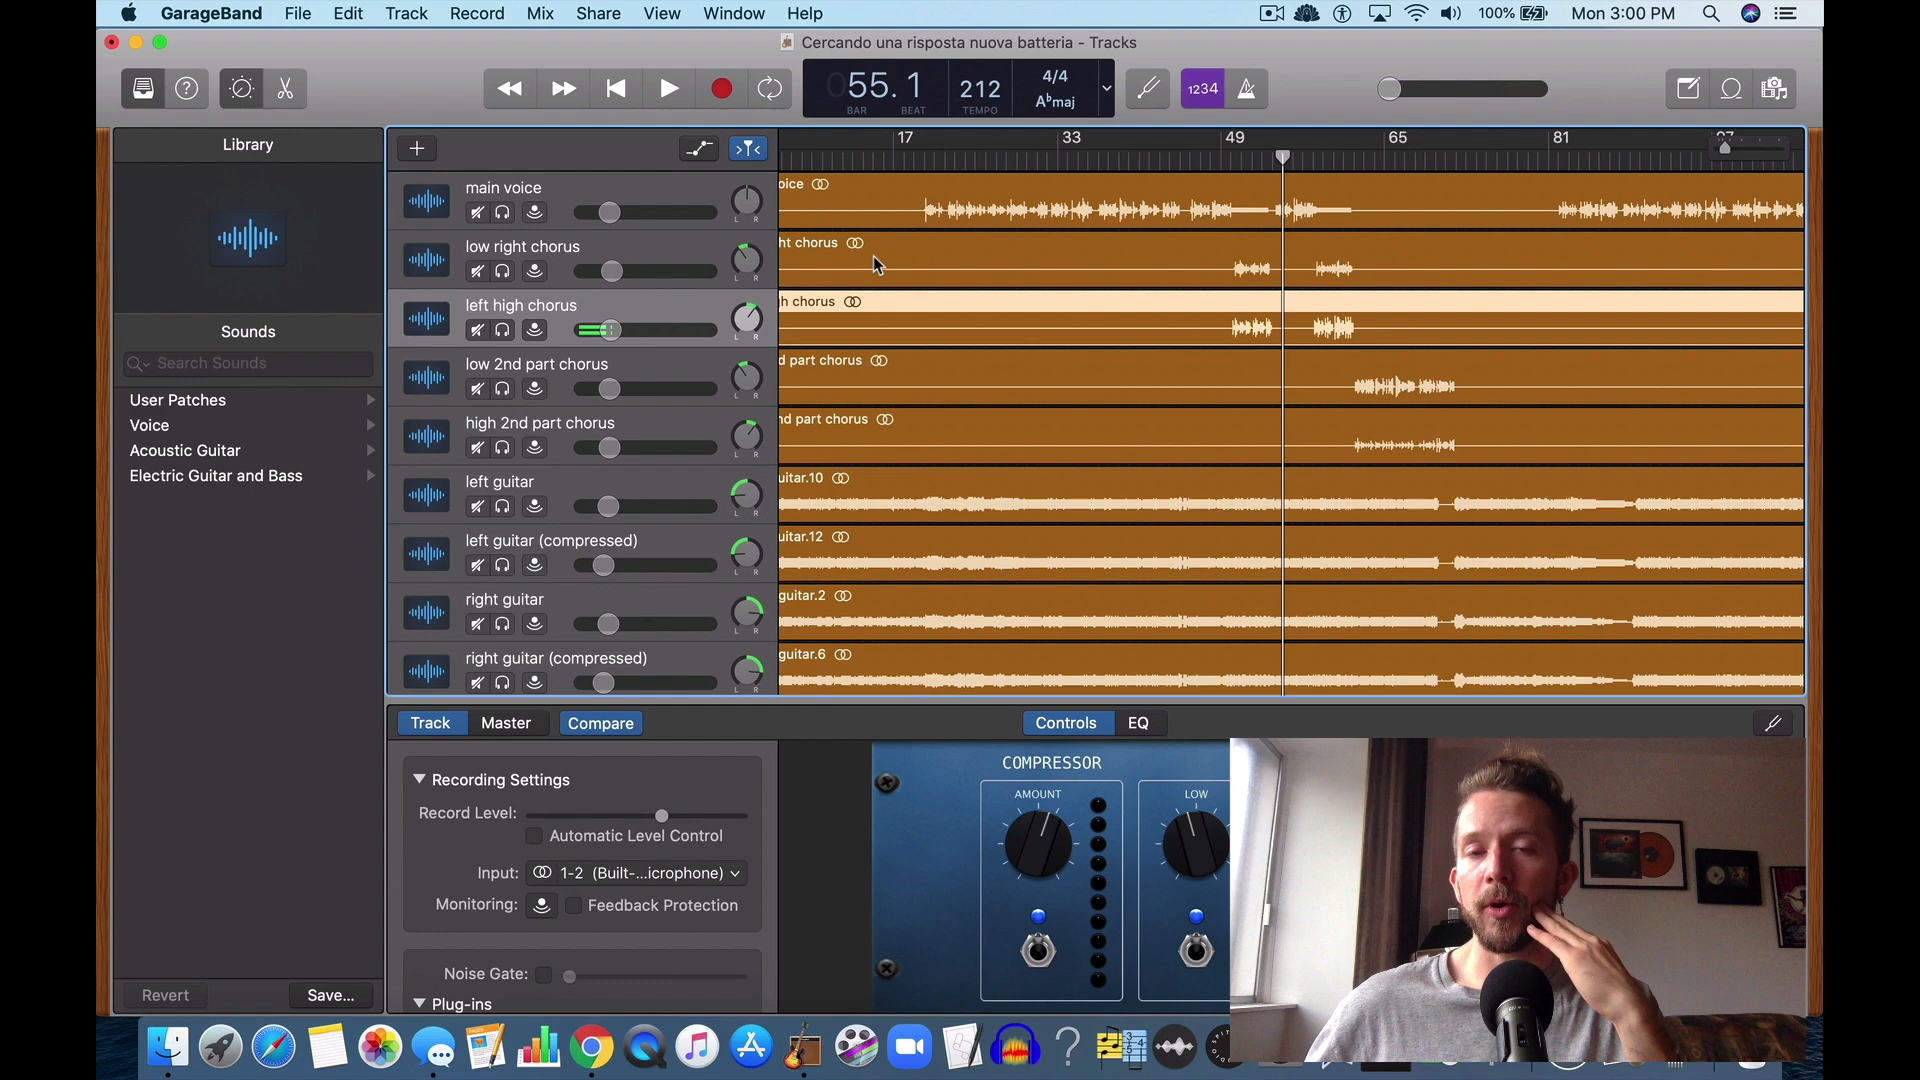 GarageBand File Edit Track Record Mix Share View Window Help
100% Mon 3:00 PM
Cercando una risposta nuova batteria - Tracks
55.1 212 4/4
A♭maj
BAR BEAT TEMPO
1234
Library
Sounds
Search Sounds
User Patches
Voice
Acoustic Guitar
Electric Guitar and Bass
Revert Save...
17 33 49 65 81 97
main voice
L R
low right chorus
L R
left high chorus
L R
low 2nd part chorus
L R
high 2nd part chorus
L R
left guitar
L R
left guitar (compressed)
L R
right guitar
L R
right guitar (compressed)
L R
oice
ht chorus
h chorus
d part chorus
nd part chorus
uitar.10
uitar.12
guitar.2
guitar.6
Track Master Compare Controls EQ
Recording Settings
Record Level:
Automatic Level Control
Input: 1-2 (Built-...icrophone)
Monitoring: Feedback Protection
Noise Gate:
Plug-ins
COMPRESSOR
AMOUNT LOW